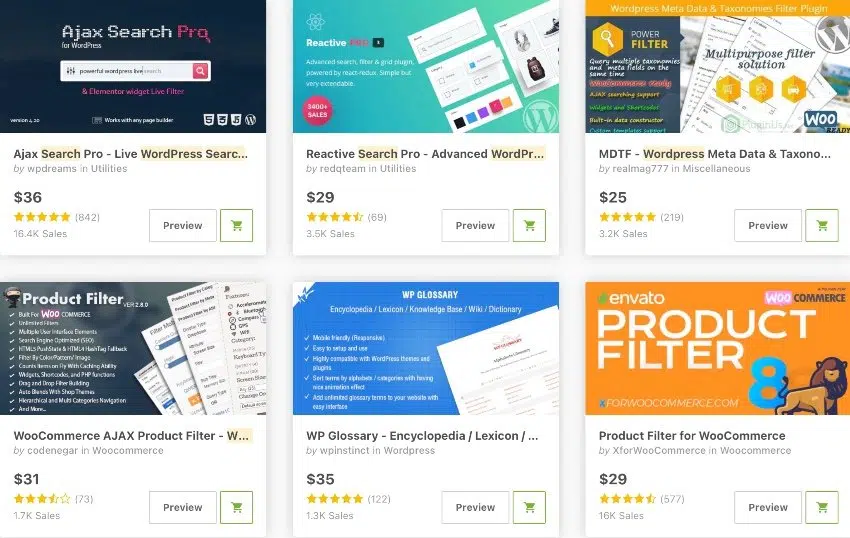 Ajax Search Pro
for WordPress
powerful wordpress live search
& Elementor widget Live Filter
version 4.20
Works with any page builder
Ajax Search Pro - Live WordPress Searc...
by wpdreams in Utilities
$36
(842)
16.4K Sales
Preview
Reactive PRO
Advanced search, filter & grid plugin,
powered by react-redux. Simple but
very extendable.
3400+
SALES
Reactive Search Pro - Advanced WordPr...
by redqteam in Utilities
$29
(69)
3.5K Sales
Preview
Wordpress Meta Data & Taxonomies Filter Plugin
POWER
FILTER
Query multiple taxonomies
and meta fields on the
same time
WooCommerce ready
AJAX searching support
Widgets and Shortcodes
Built-in data constructor
Custom templates support
Multipurpose filter
solution
PluginUs.
WOO
READY
MDTF - Wordpress Meta Data & Taxono...
by realmag777 in Miscellaneous
$25
(219)
3.2K Sales
Preview
Product Filter VER 2.6.0
Built For WOO COMMERCE
Unlimited Filters
Multiple User Interface Elements
Search Engine Optimized (SEO)
HTML5 PushState & HTML5 HashTag Fallback
Filter By Color/Pattern/ Image
Counts Items on Fly With Caching Ability
Widgets, Shortcodes, and PHP functions
Drag and Drop Filter Building
Auto Blends With Shop Themes
Hierarchical and Multi Categories Navigation
And More...
WooCommerce AJAX Product Filter - W...
by codenegar in Woocommerce
$31
(73)
1.7K Sales
Preview
WP GLOSSARY
Encyclopedia / Lexicon / Knowledge Base / Wiki / Dictionary
Mobile friendly (Responsive)
Easy to setup and use
Highly compatible with WordPress themes and
plugins
Sort terms by alphabets / categories with having
nice animation effect
Add unlimited glossary terms to your website with
easy interface
WP Glossary - Encyclopedia / Lexicon / ...
by wpinstinct in Wordpress
$35
(122)
1.3K Sales
Preview
envato
WOO COMMERCE
PRODUCT
FILTER
8
XFORWOOCOMMERCE.COM
Product Filter for WooCommerce
by XforWooCommerce in Woocommerce
$29
(577)
16K Sales
Preview